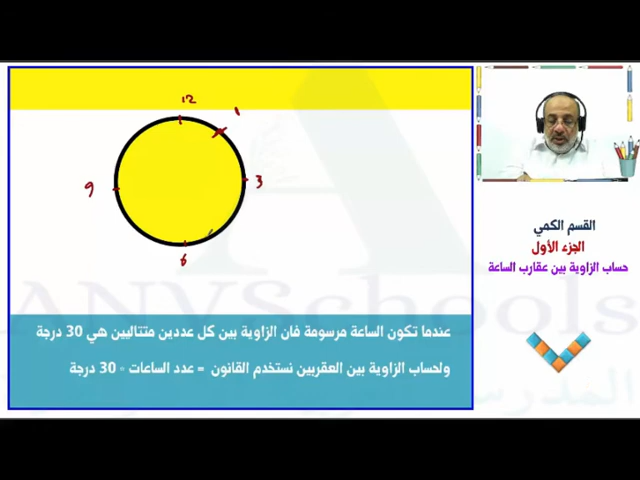 12
1
9
3
6
القسم الكمي
الجزء الأول
حساب الزاوية بين عقارب الساعة
عندما تكون الساعة مرسومة فان الزاوية بين كل عددين متتاليين هي 30 درجة
ولحساب الزاوية بين العقربين نستخدم القانون = عدد الساعات * 30 درجة
ANVSchools